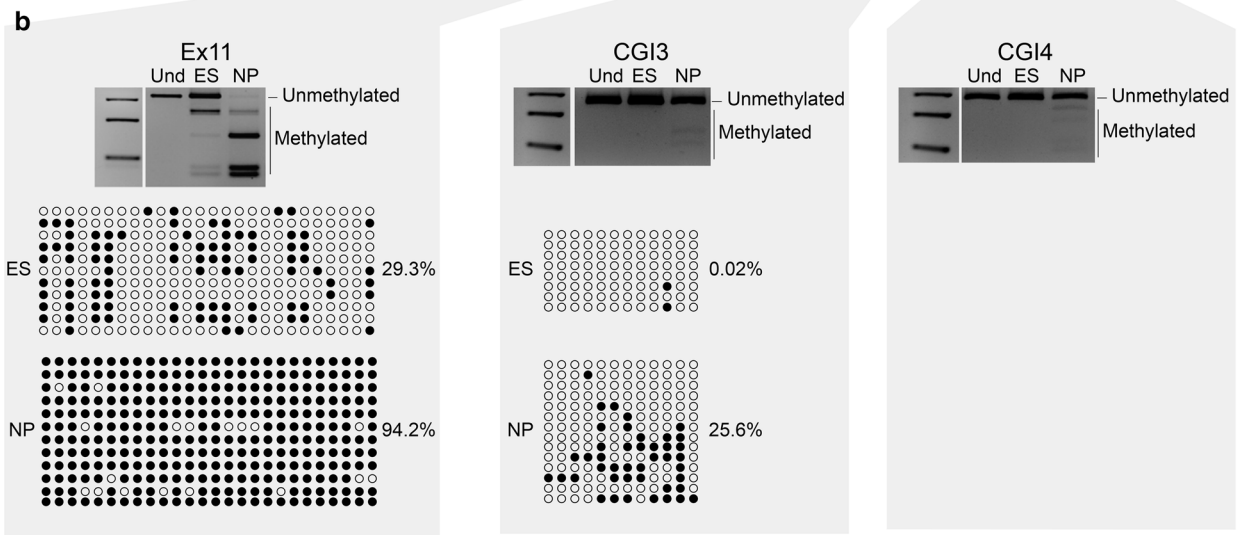 b
Ex11
Und ES NP
Unmethylated
Methylated
ES
29.3%
NP
94.2%
CGI3
Und ES NP
Unmethylated
Methylated
ES
0.02%
NP
25.6%
CGI4
Und ES NP
Unmethylated
Methylated